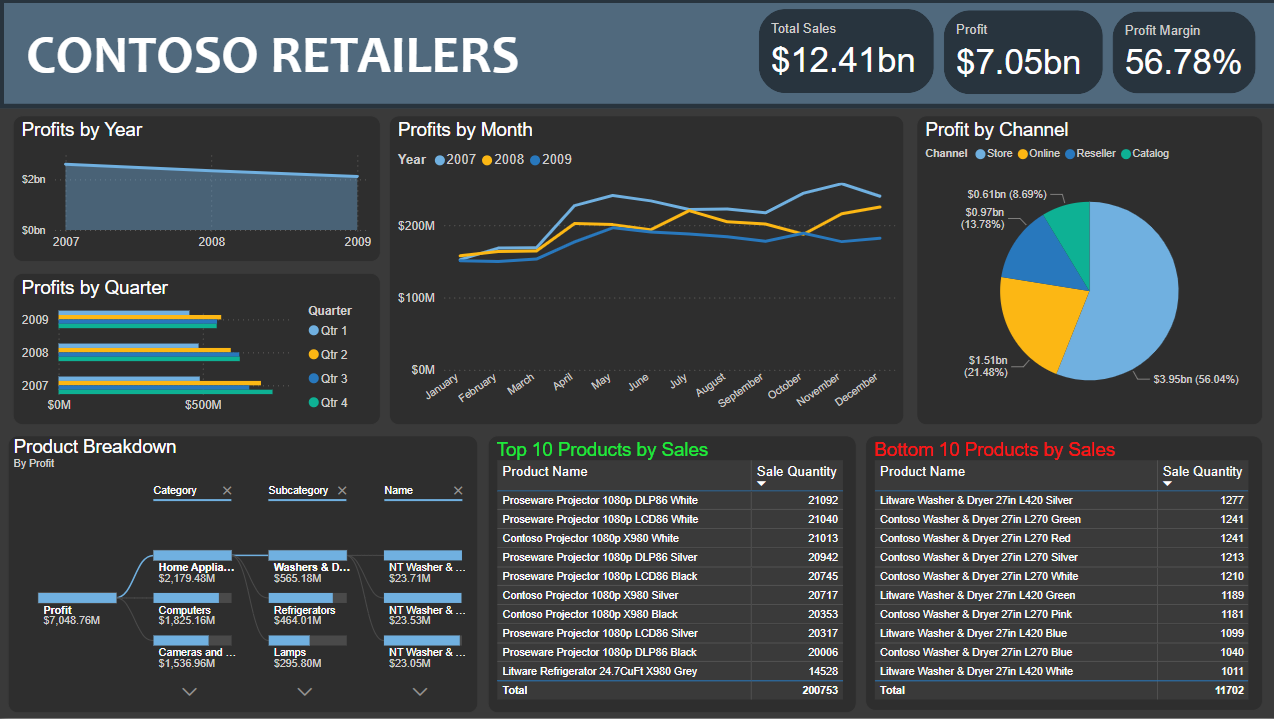 CONTOSO RETAILERS
Total Sales
$12.41bn
Profit
$7.05bn
Profit Margin
56.78%
Profits by Year
$2bn
$0bn
2007 2008 2009
Profits by Quarter
Quarter
Qtr 1
Qtr 2
Qtr 3
Qtr 4
2009
2008
2007
$0M $500M
Profits by Month
Year 2007 2008 2009
$200M
$100M
$0M
January February March April May June July August September October November December
Profit by Channel
Channel Store Online Reseller Catalog
$0.61bn (8.69%)
$0.97bn
(13.78%)
$1.51bn
(21.48%)
$3.95bn (56.04%)
Product Breakdown
By Profit
Category Subcategory Name
Profit
$7,048.76M
Home Applia...
$2,179.48M
Computers
$1,825.16M
Cameras and ...
$1,536.96M
Washers & D...
$565.18M
Refrigerators
$464.01M
Lamps
$295.80M
NT Washer & ...
$23.71M
NT Washer & ...
$23.53M
NT Washer & ...
$23.05M
Top 10 Products by Sales
Product Name Sale Quantity
Proseware Projector 1080p DLP86 White 21092
Proseware Projector 1080p LCD86 White 21040
Contoso Projector 1080p X980 White 21013
Proseware Projector 1080p DLP86 Silver 20942
Proseware Projector 1080p LCD86 Black 20745
Contoso Projector 1080p X980 Silver 20717
Contoso Projector 1080p X980 Black 20353
Proseware Projector 1080p LCD86 Silver 20317
Proseware Projector 1080p DLP86 Black 20006
Litware Refrigerator 24.7CuFt X980 Grey 14528
Total 200753
Bottom 10 Products by Sales
Product Name Sale Quantity
Litware Washer & Dryer 27in L420 Silver 1277
Contoso Washer & Dryer 27in L270 Green 1241
Contoso Washer & Dryer 27in L270 Red 1241
Contoso Washer & Dryer 27in L270 Silver 1213
Contoso Washer & Dryer 27in L270 White 1210
Litware Washer & Dryer 27in L420 Green 1189
Contoso Washer & Dryer 27in L270 Pink 1181
Litware Washer & Dryer 27in L420 Blue 1099
Contoso Washer & Dryer 27in L270 Blue 1040
Litware Washer & Dryer 27in L420 White 1011
Total 11702